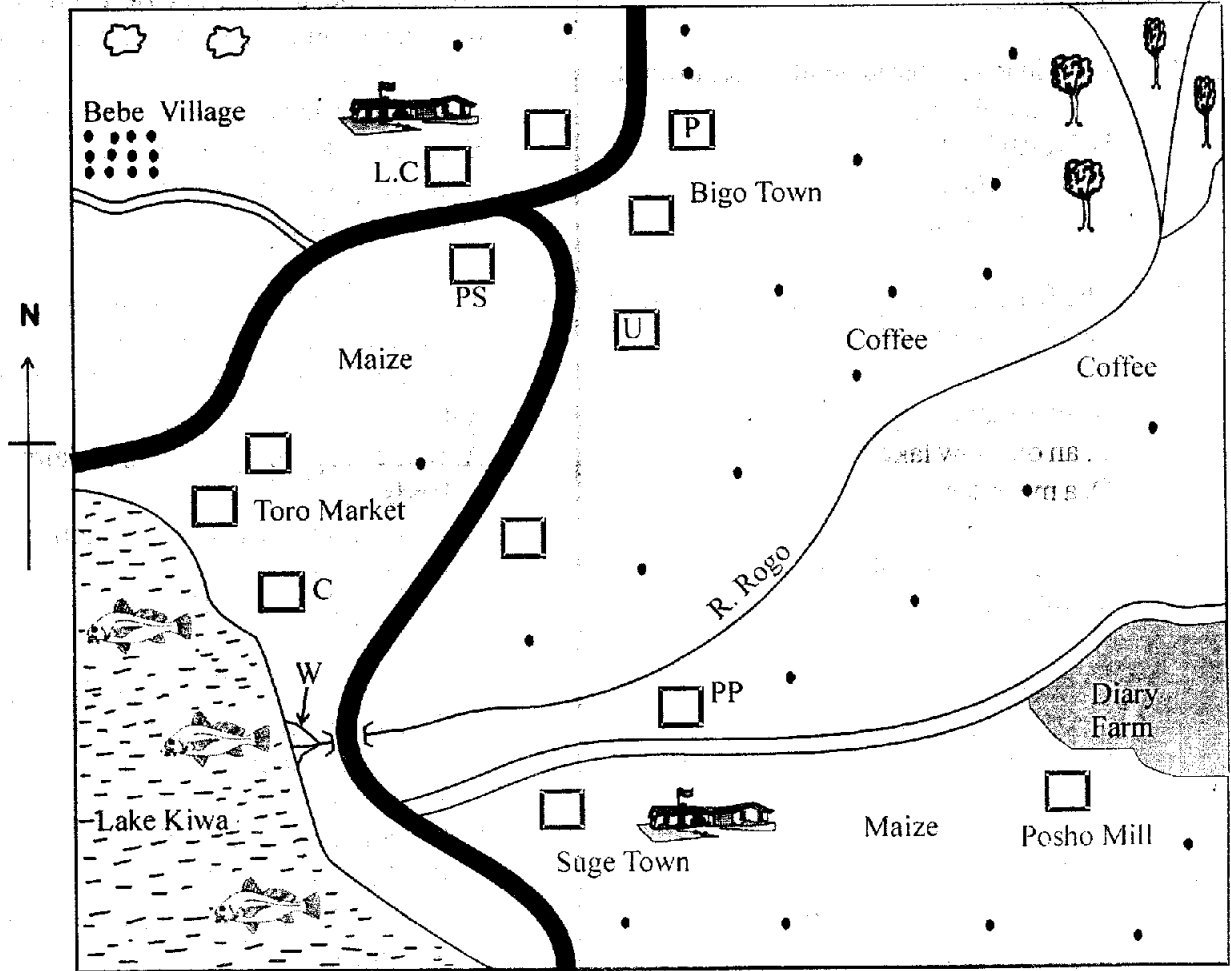 Bebe Village
L.C
P
Bigo Town
PS
N
U
Maize
Coffee
Coffee
Toro Market
C
R. Rogo
W
PP
Diary
Farm
Lake Kiwa
Suge Town
Maize
Posho Mill